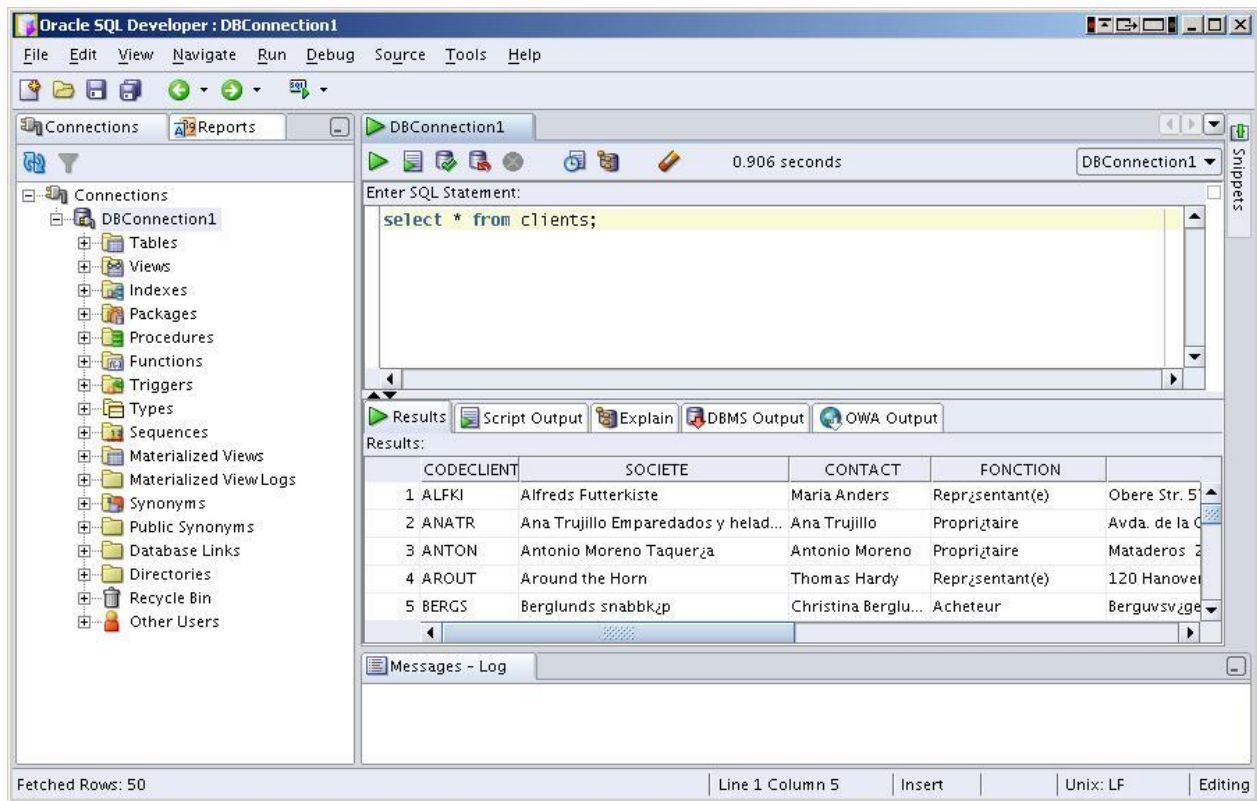 Oracle SQL Developer : DBConnection1
File Edit View Navigate Run Debug Source Tools Help
Connections Reports
DBConnection1
0.906 seconds DBConnection1
Snippets
Enter SQL Statement:
select * from clients;
Connections
DBConnection1
Tables
Views
Indexes
Packages
Procedures
Functions
Triggers
Types
Sequences
Materialized Views
Materialized View Logs
Synonyms
Public Synonyms
Database Links
Directories
Recycle Bin
Other Users
Results Script Output Explain DBMS Output OWA Output
Results:
CODECLIENT SOCIETE CONTACT FONCTION
1 ALFKI Alfreds Futterkiste Maria Anders Repr¿sentant(e) Obere Str. 5
2 ANATR Ana Trujillo Emparedados y helad... Ana Trujillo Propri¿taire Avda. de la
3 ANTON Antonio Moreno Taquer¿a Antonio Moreno Propri¿taire Mataderos 2
4 AROUT Around the Horn Thomas Hardy Repr¿sentant(e) 120 Hanover
5 BERGS Berglunds snabbk¿p Christina Berglu... Acheteur Berguvsv¿ge
Messages - Log
Fetched Rows: 50 Line 1 Column 5 Insert Unix: LF Editing